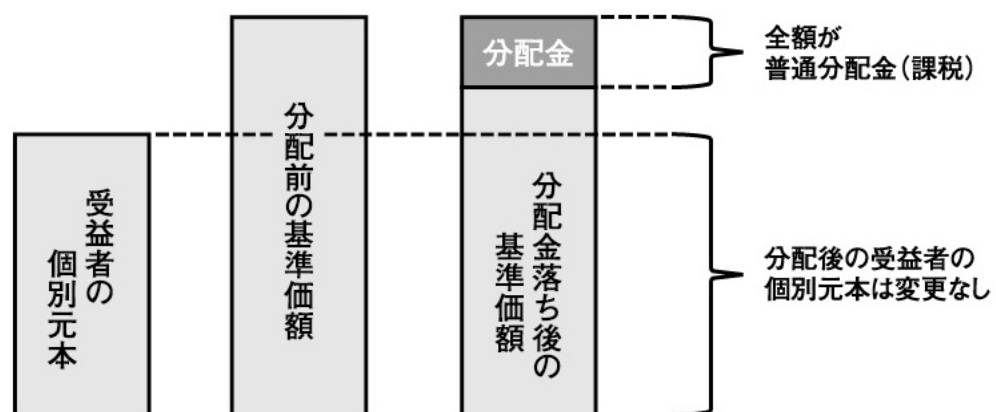 受益者の
個別元本
分配前の基準価額
分配金
分配金落ち後の
基準価額
全額が
普通分配金(課税)
分配後の受益者の
個別元本は変更なし